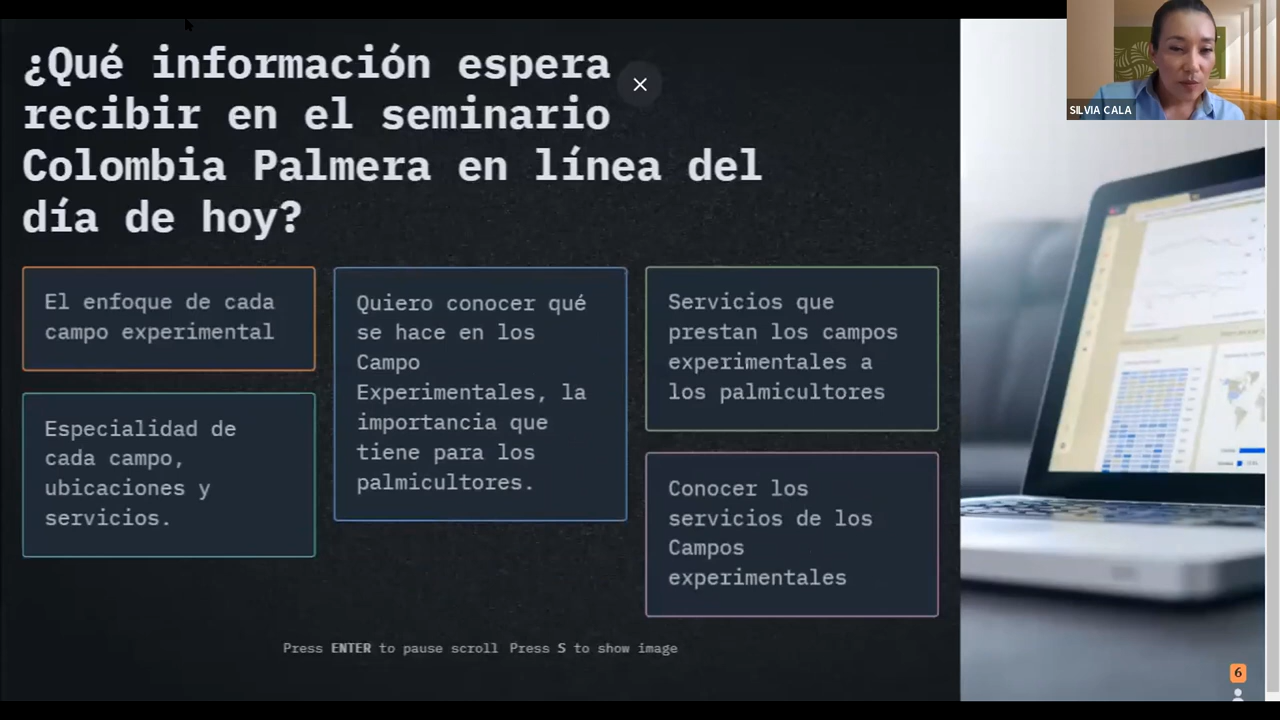 ¿Qué información espera
recibir en el seminario
Colombia Palmera en línea del
día de hoy?
El enfoque de cada
campo experimental
Especialidad de
cada campo,
ubicaciones y
servicios.
Quiero conocer qué
se hace en los
Campo
Experimentales, la
importancia que
tiene para los
palmicultores.
Servicios que
prestan los campos
experimentales a
los palmicultores
Conocer los
servicios de los
Campos
experimentales
Press ENTER to pause scroll Press S to show image
SILVIA CALA
6